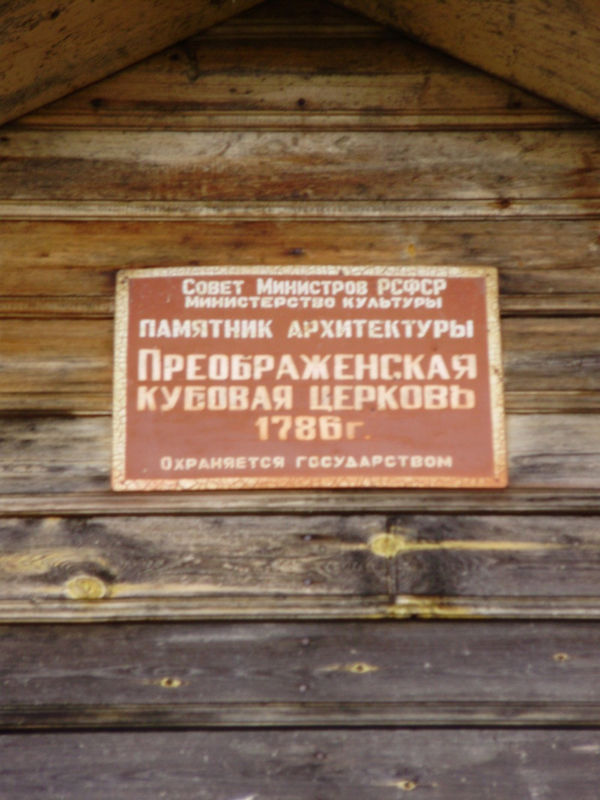 Совет Министров РСФСР
Министерство культуры
памятник архитектуры
Преображенская
кубовая церковь
1786г.
Охраняется государством